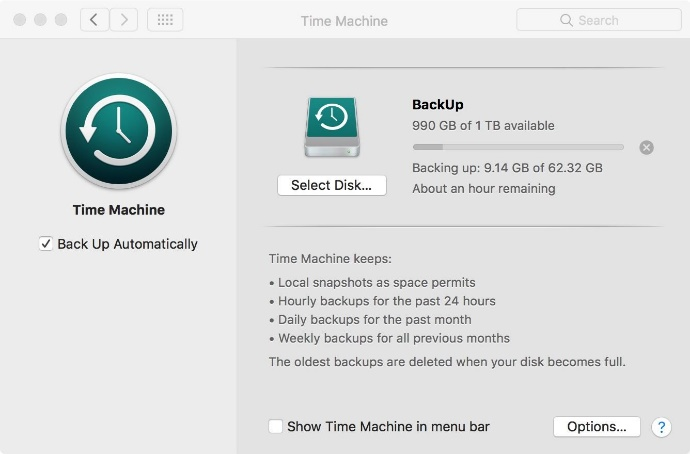 Time Machine
Search
Time Machine
Back Up Automatically
BackUp
990 GB of 1 TB available
Backing up: 9.14 GB of 62.32 GB
About an hour remaining
Select Disk...
Time Machine keeps:
• Local snapshots as space permits
• Hourly backups for the past 24 hours
• Daily backups for the past month
• Weekly backups for all previous months
The oldest backups are deleted when your disk becomes full.
Show Time Machine in menu bar
Options...
?